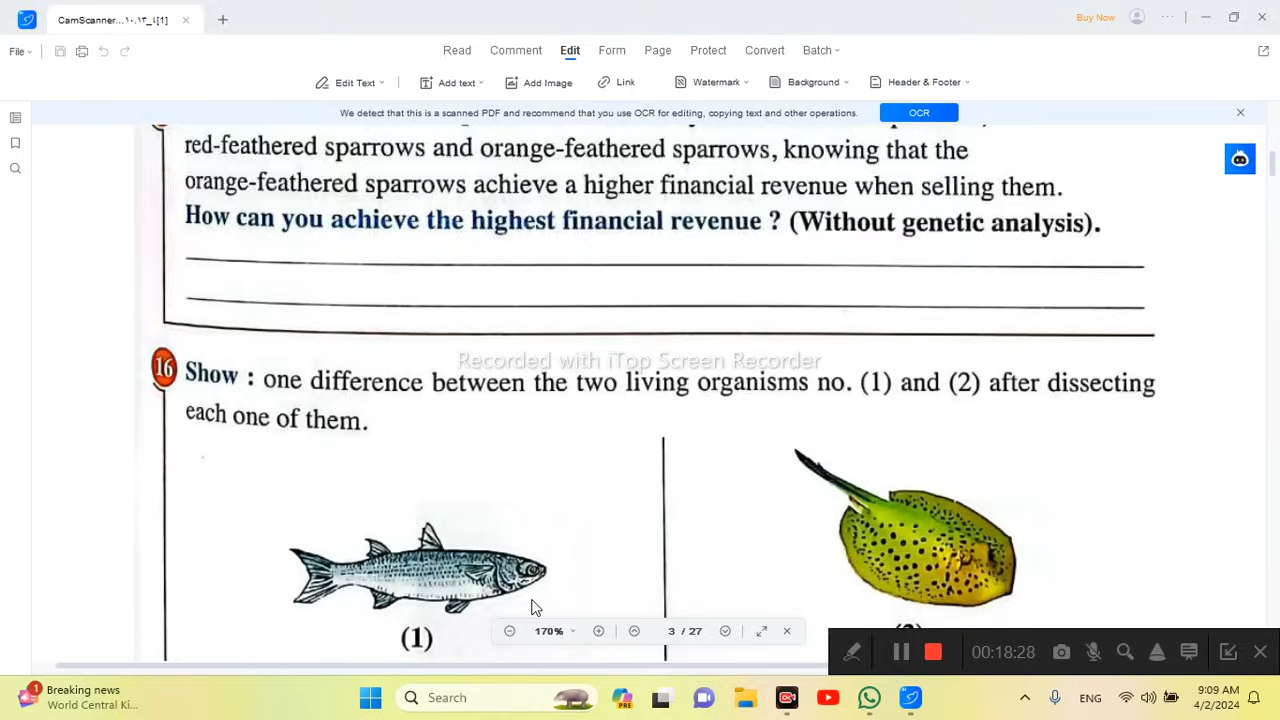 CamScanner...١٠.١٣_٤[1]
Buy Now
File
Read
Comment
Edit
Form
Page
Protect
Convert
Batch
Edit Text
Add text
Add Image
Link
Watermark
Background
Header & Footer
We detect that this is a scanned PDF and recommend that you use OCR for editing, copying text and other operations.
OCR
red-feathered sparrows and orange-feathered sparrows, knowing that the
orange-feathered sparrows achieve a higher financial revenue when selling them.
How can you achieve the highest financial revenue ? (Without genetic analysis).
Recorded with iTop Screen Recorder
16 Show : one difference between the two living organisms no. (1) and (2) after dissecting
each one of them.
(1)
170%
3 / 27
00:18:28
Breaking news
World Central Ki...
1
Search
PRE
ENG
9:09 AM
4/2/2024